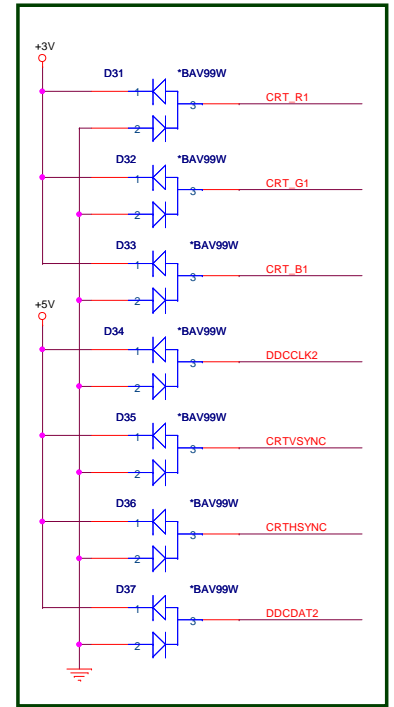 +3V
D31 *BAV99W
1
3 CRT_R1
2
D32 *BAV99W
1
3 CRT_G1
2
D33 *BAV99W
1
3 CRT_B1
2
+5V
D34 *BAV99W
1
3 DDCCLK2
2
D35 *BAV99W
1
3 CRTVSYNC
2
D36 *BAV99W
1
3 CRTHSYNC
2
D37 *BAV99W
1
3 DDCDAT2
2